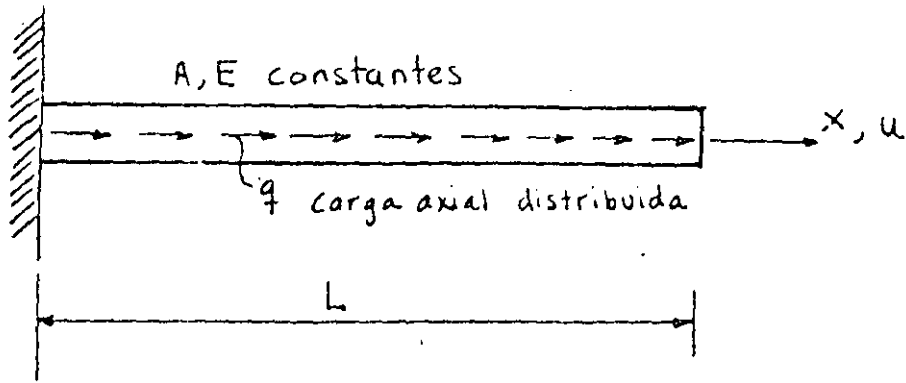 A, E constantes
x, u
q carga axial distribuida
L